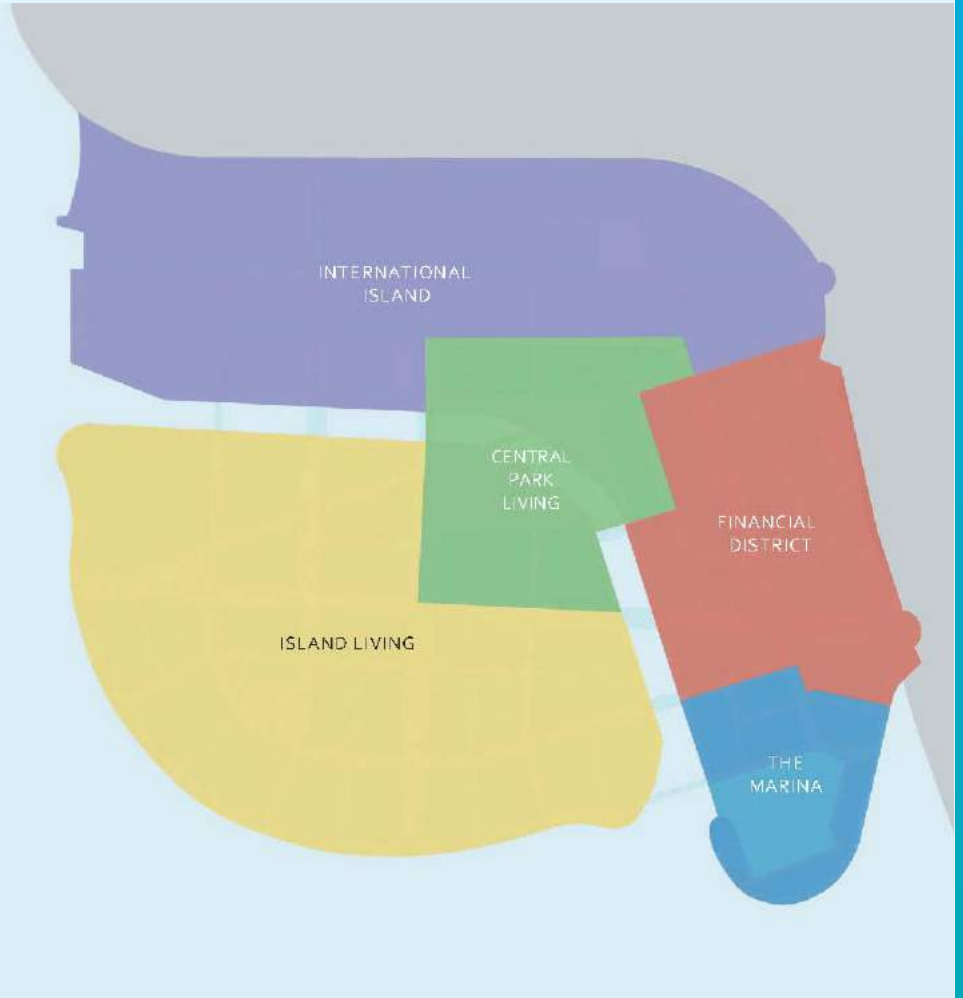 INTERNATIONAL
ISLAND
CENTRAL
PARK
LIVING
FINANCIAL
DISTRICT
ISLAND LIVING
THE
MARINA